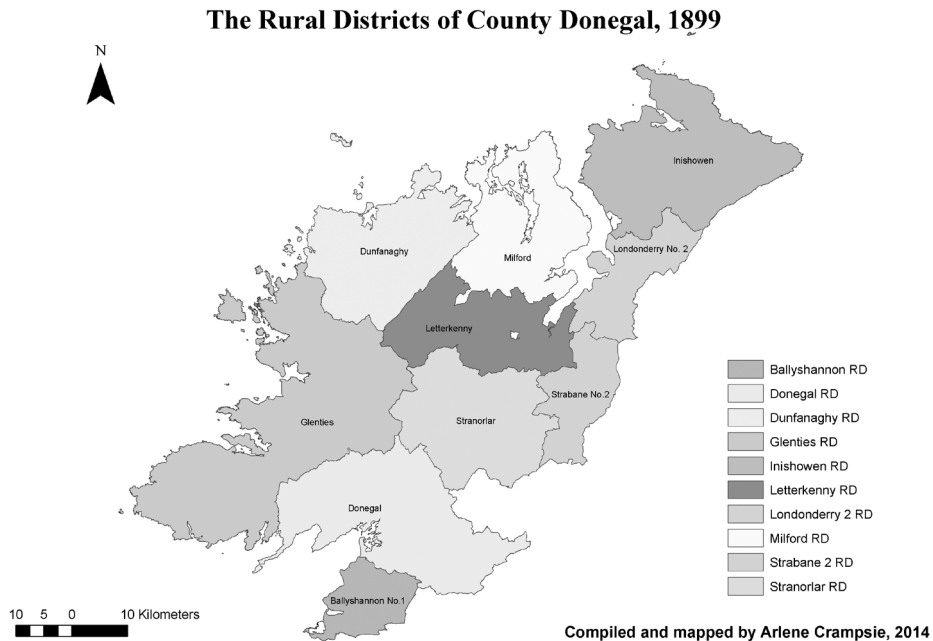 The Rural Districts of County Donegal, 1899
N
Inishowen
Londonderry No. 2
Dunfanaghy
Milford
Letterkenny
Strabane No.2
Glenties
Stranorlar
Donegal
Ballyshannon No.1
Ballyshannon RD
Donegal RD
Dunfanaghy RD
Glenties RD
Inishowen RD
Letterkenny RD
Londonderry 2 RD
Milford RD
Strabane 2 RD
Stranorlar RD
10 5 0 10 Kilometers
Compiled and mapped by Arlene Crampsie, 2014